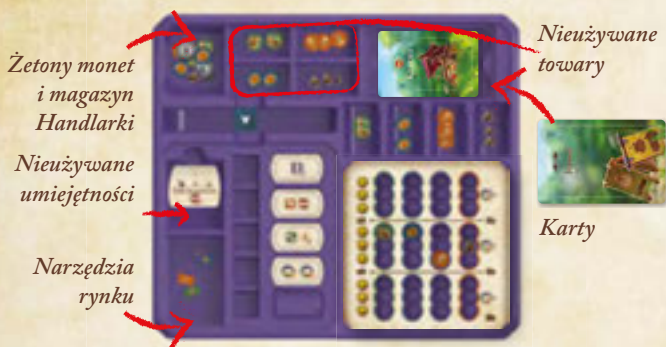 Żetony monet
i magazyn
Handlarki
Nieużywane
umiejętności
Narzędzia
rynku
Nieużywane
towary
Karty